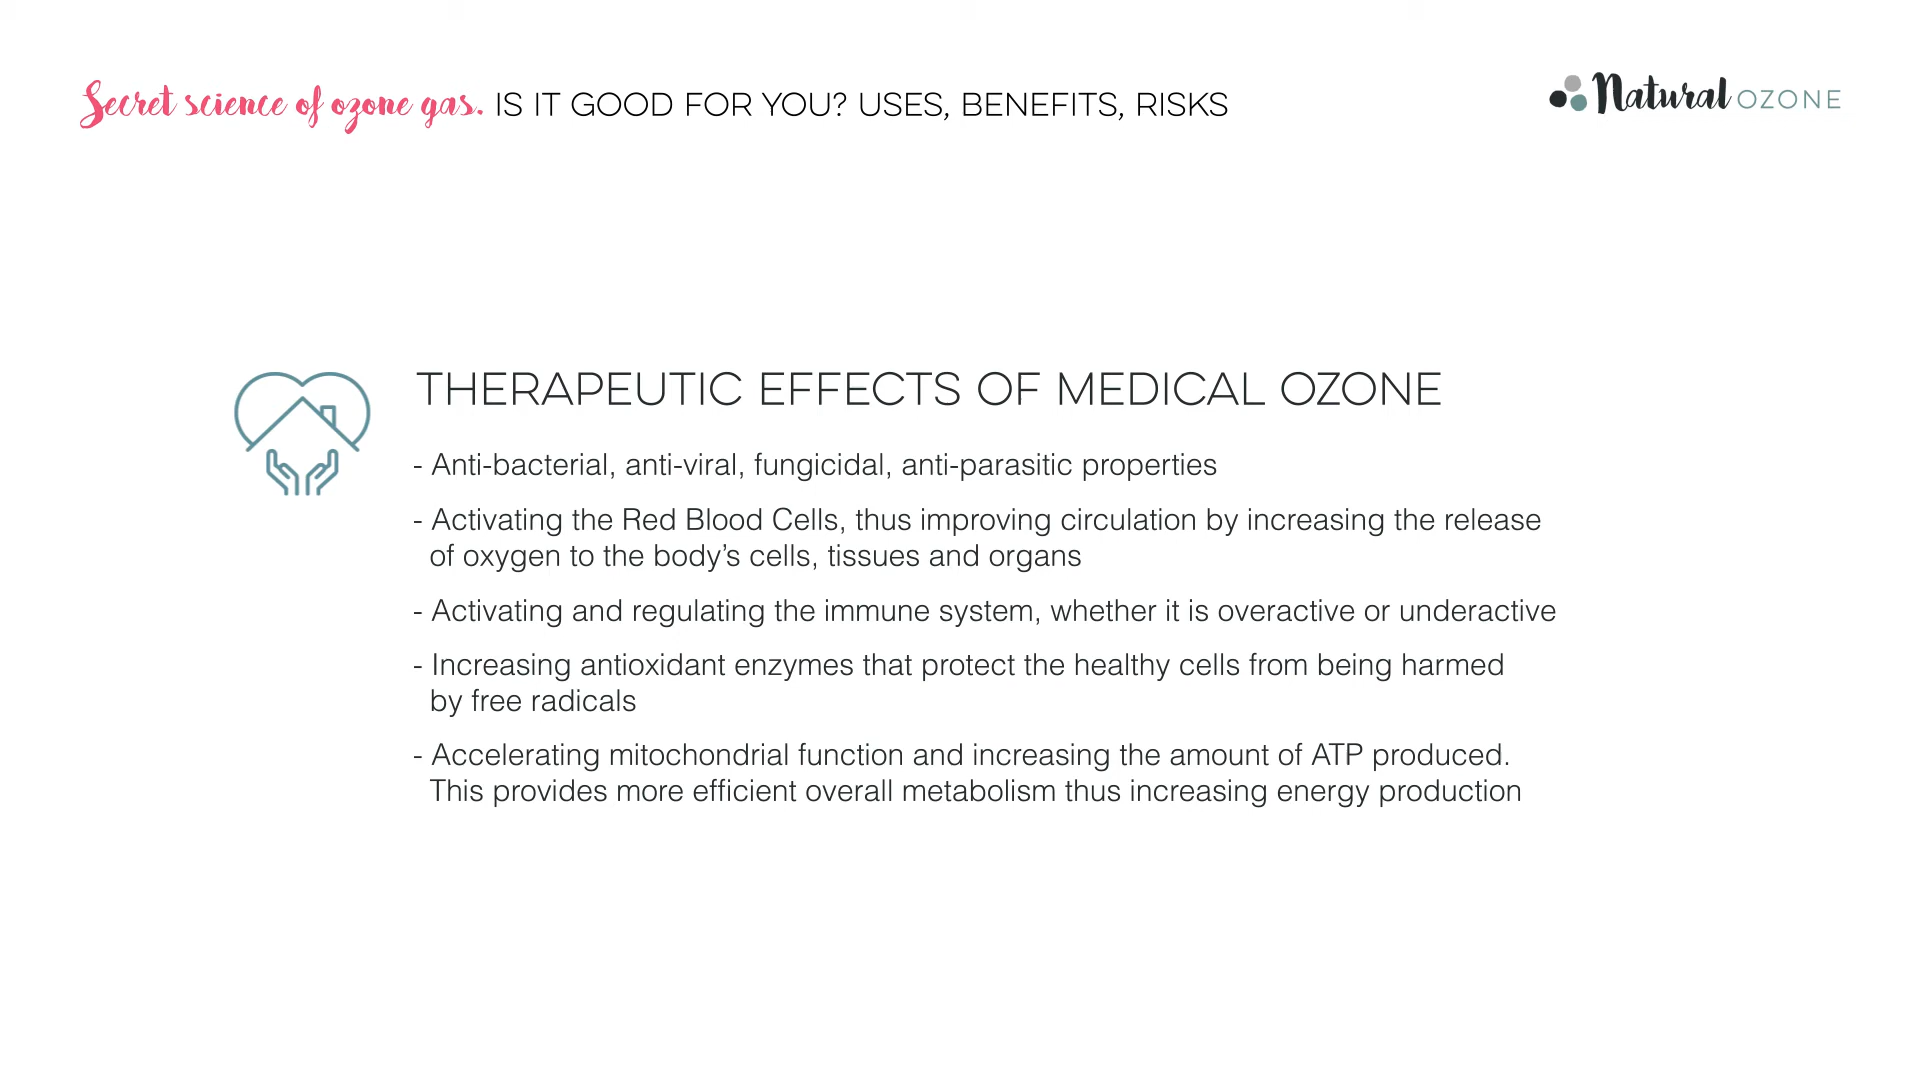 Secret science of ozone gas. IS IT GOOD FOR YOU? USES, BENEFITS, RISKS
Natural OZONE
THERAPEUTIC EFFECTS OF MEDICAL OZONE
- Anti-bacterial, anti-viral, fungicidal, anti-parasitic properties
- Activating the Red Blood Cells, thus improving circulation by increasing the release
of oxygen to the body’s cells, tissues and organs
- Activating and regulating the immune system, whether it is overactive or underactive
- Increasing antioxidant enzymes that protect the healthy cells from being harmed
by free radicals
- Accelerating mitochondrial function and increasing the amount of ATP produced.
This provides more efficient overall metabolism thus increasing energy production